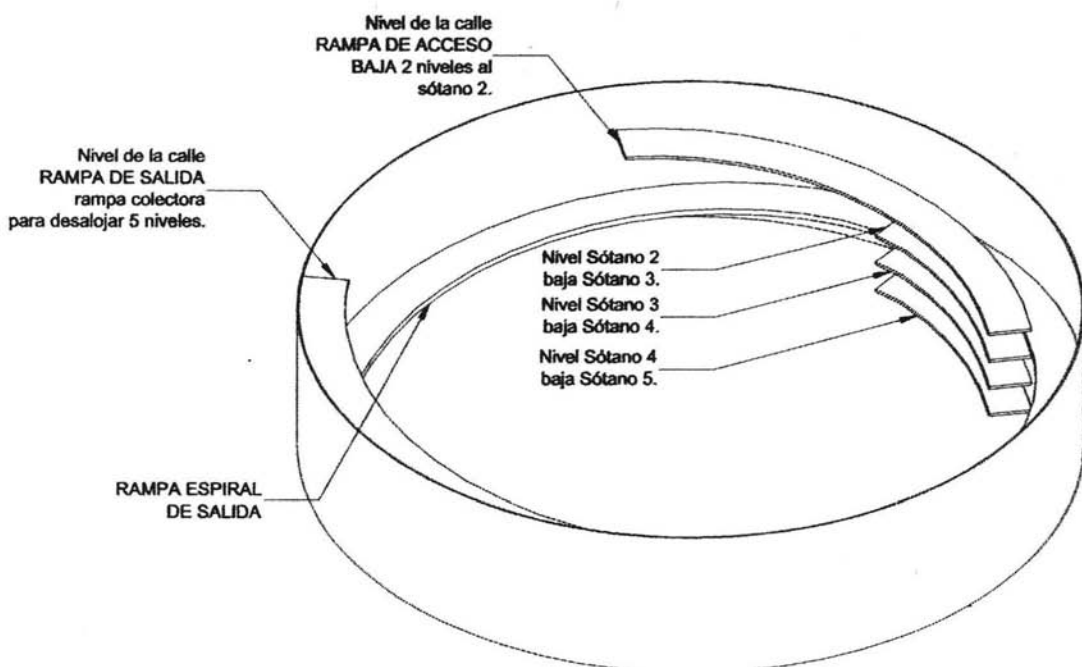 Nivel de la calle
RAMPA DE ACCESO
BAJA 2 niveles al
sótano 2.
Nivel de la calle
RAMPA DE SALIDA
rampa colectora
para desalojar 5 niveles.
Nivel Sótano 2
baja Sótano 3.
Nivel Sótano 3
baja Sótano 4.
Nivel Sótano 4
baja Sótano 5.
RAMPA ESPIRAL
DE SALIDA